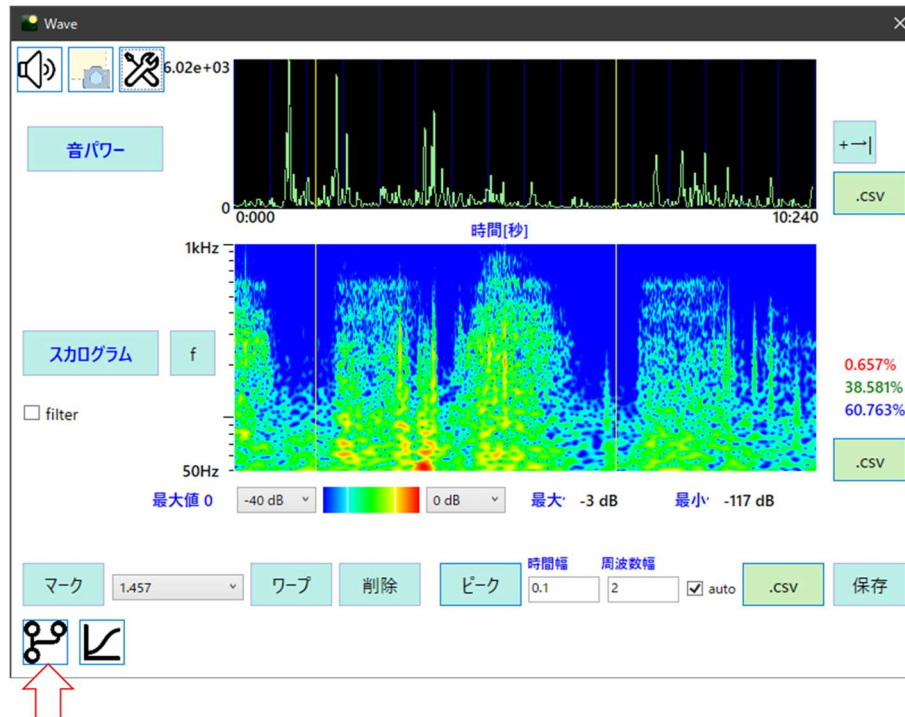 Wave
6.02e+03
音パワー
+→|
.csv
0
0:000
10:240
時間[秒]
1kHz
スカログラム
f
0.657%
38.581%
60.763%
filter
50Hz
.csv
最大値 0
-40 dB
0 dB
最大
-3 dB
最小
-117 dB
時間幅
周波数幅
マーク
1.457
ワープ
削除
ピーク
0.1
2
auto
.csv
保存